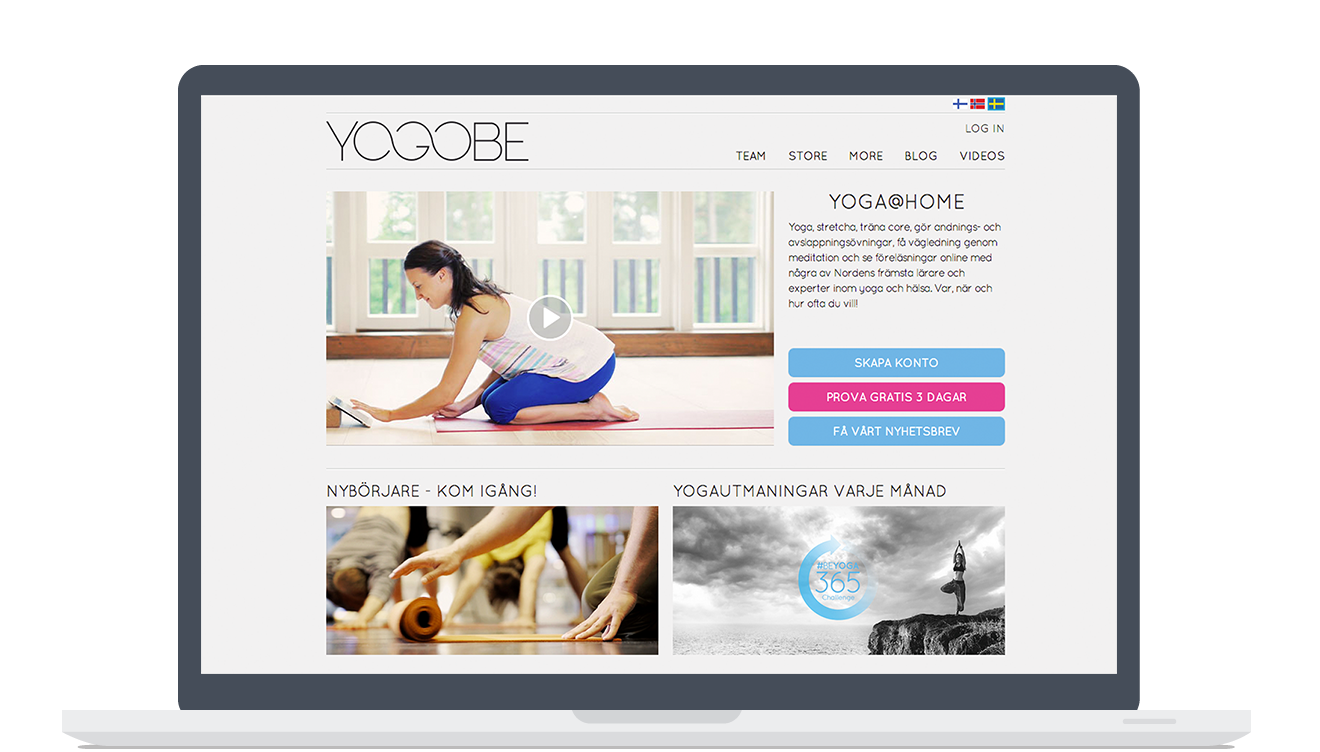 YOGOBE
LOG IN
TEAM STORE MORE BLOG VIDEOS
YOGA@HOME
Yoga, stretcha, träna core, gör andnings- och
avslappningsövningar, få vägledning genom
meditation och se föreläsningar online med
några av Nordens främsta lärare och
experter inom yoga och hälsa. Var, när och
hur ofta du vill!
SKAPA KONTO
PROVA GRATIS 3 DAGAR
FÅ VÅRT NYHETSBREV
NYBÖRJARE - KOM IGÅNG!
YOGAUTMANINGAR VARJE MÅNAD
#BEYOGA
365
Challenge